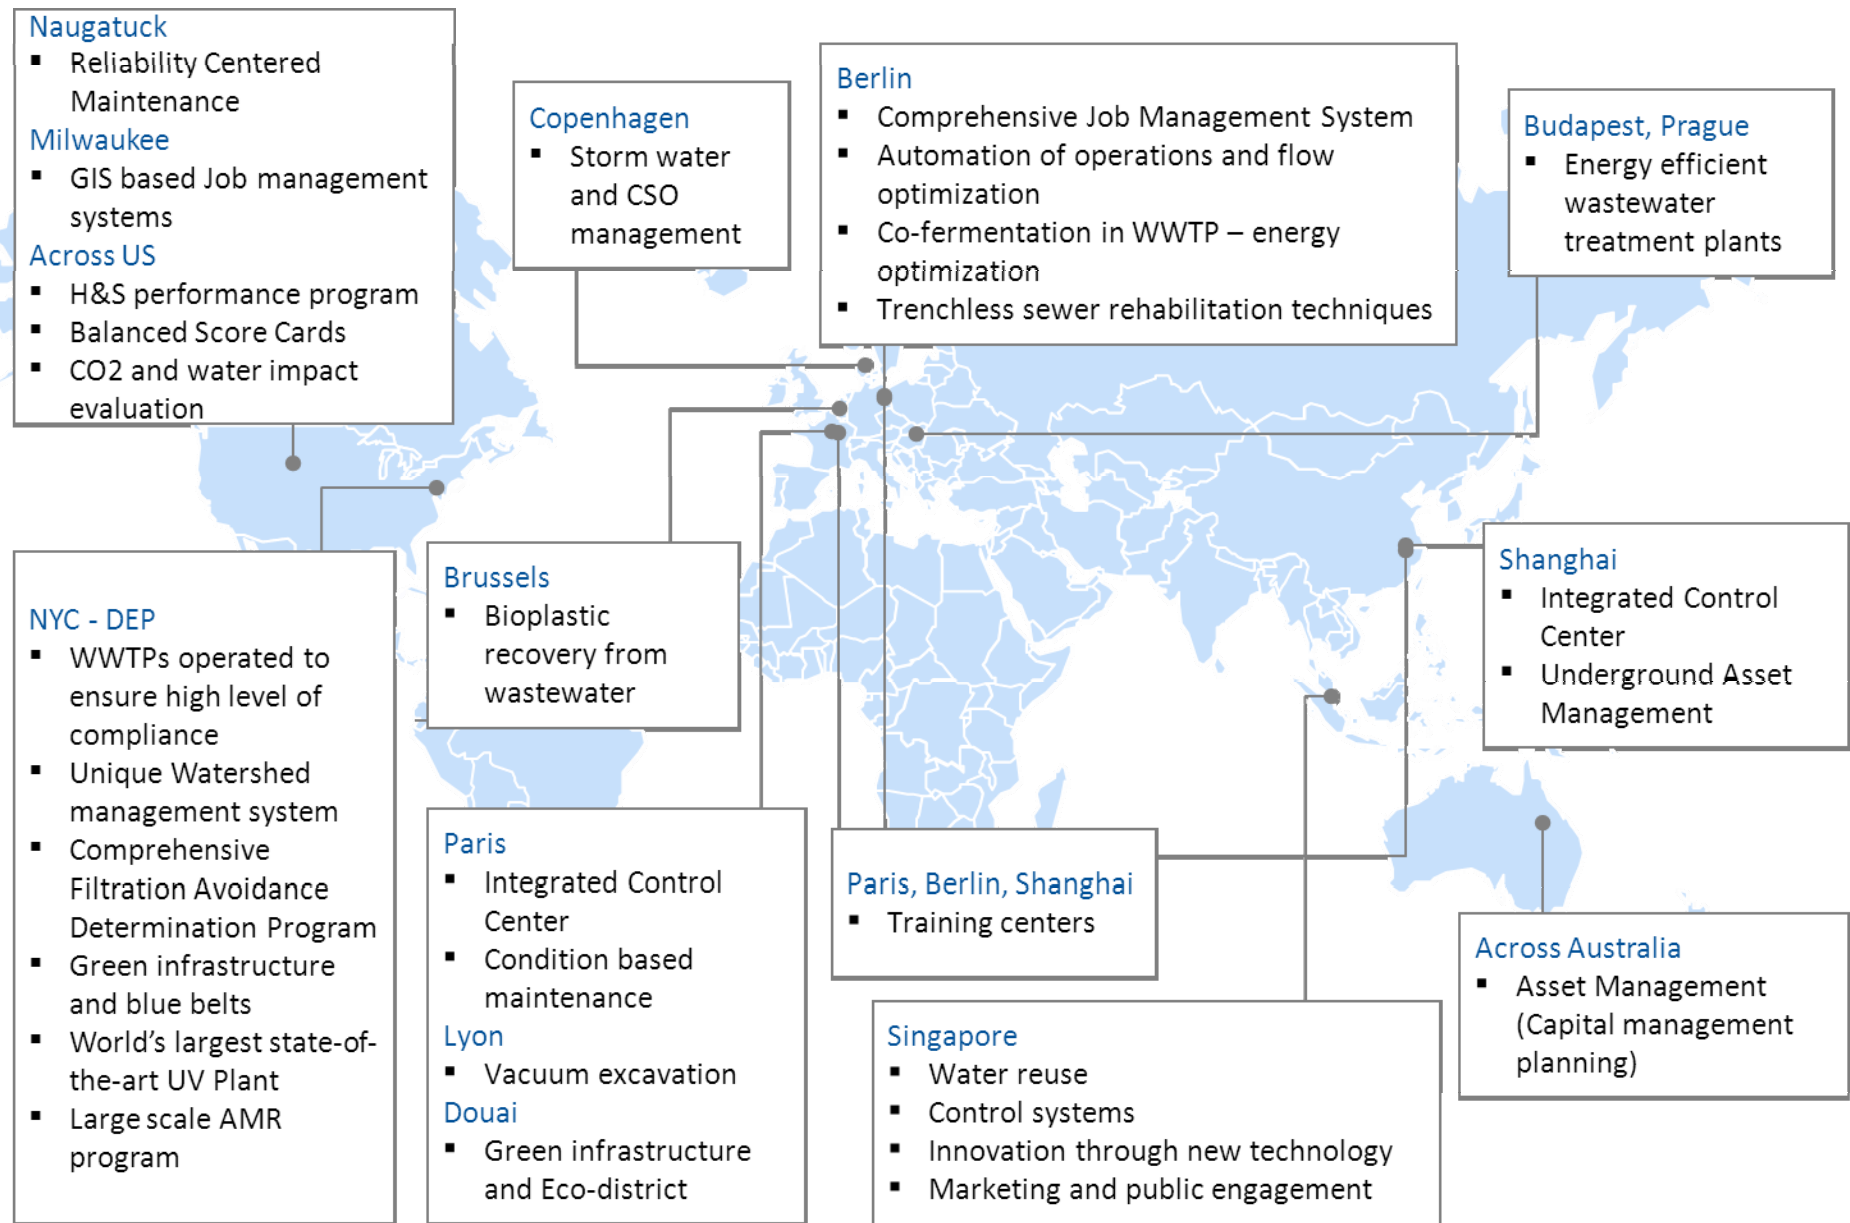 Naugatuck
▪ Reliability Centered
Maintenance
Milwaukee
▪ GIS based Job management
systems
Across US
▪ H&S performance program
▪ Balanced Score Cards
▪ CO2 and water impact
evaluation
Copenhagen
▪ Storm water
and CSO
management
Berlin
▪ Comprehensive Job Management System
▪ Automation of operations and flow
optimization
▪ Co-fermentation in WWTP – energy
optimization
▪ Trenchless sewer rehabilitation techniques
Budapest, Prague
▪ Energy efficient
wastewater
treatment plants
NYC - DEP
▪ WWTPs operated to
ensure high level of
compliance
▪ Unique Watershed
management system
▪ Comprehensive
Filtration Avoidance
Determination Program
▪ Green infrastructure
and blue belts
▪ World’s largest state-of-
the-art UV Plant
▪ Large scale AMR
program
Brussels
▪ Bioplastic
recovery from
wastewater
Paris
▪ Integrated Control
Center
▪ Condition based
maintenance
Lyon
▪ Vacuum excavation
Douai
▪ Green infrastructure
and Eco-district
Paris, Berlin, Shanghai
▪ Training centers
Singapore
▪ Water reuse
▪ Control systems
▪ Innovation through new technology
▪ Marketing and public engagement
Shanghai
▪ Integrated Control
Center
▪ Underground Asset
Management
Across Australia
▪ Asset Management
(Capital management
planning)